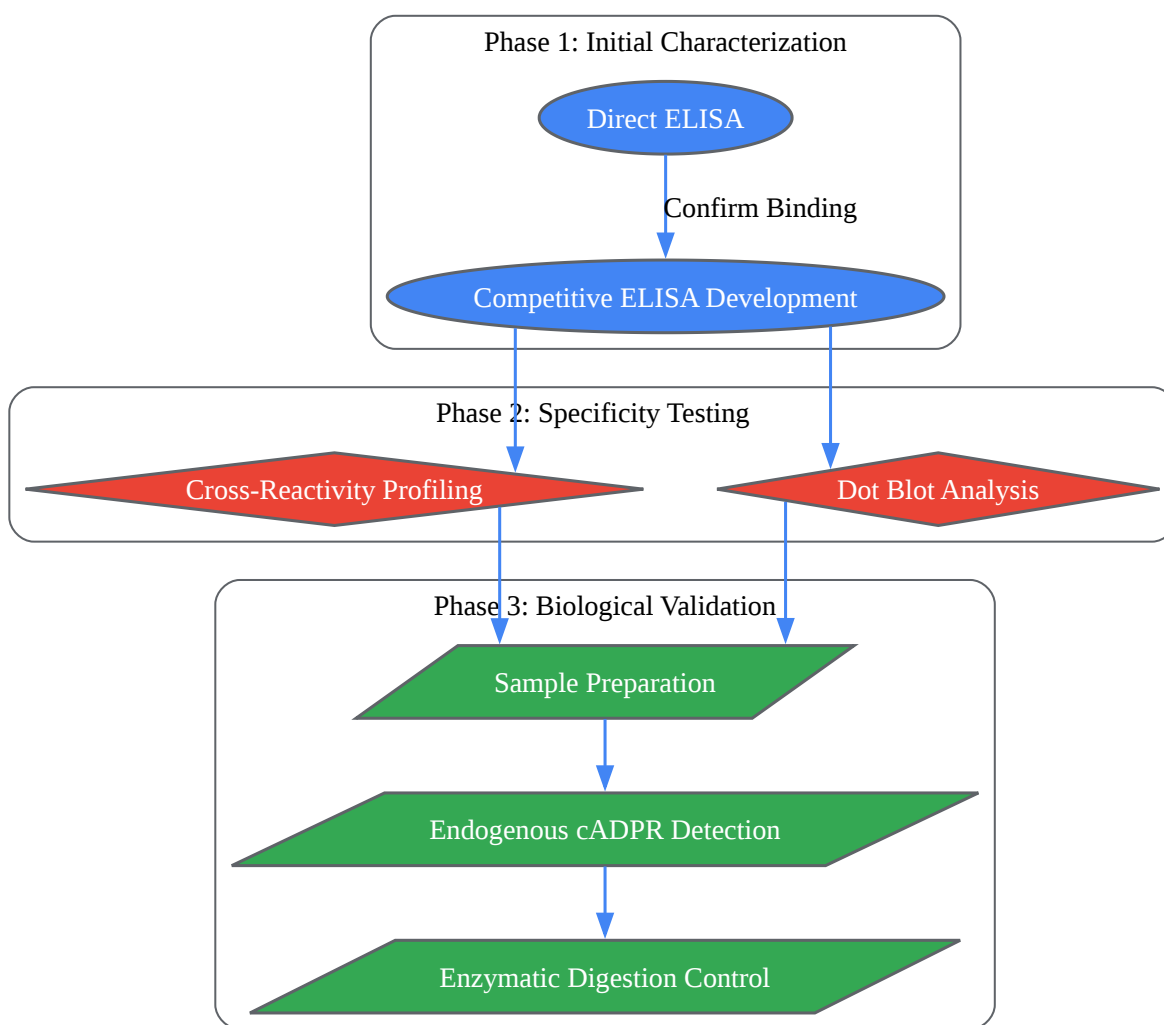 Phase 1: Initial Characterization
Direct ELISA
Confirm Binding
Competitive ELISA Development
Phase 2: Specificity Testing
Cross-Reactivity Profiling
Dot Blot Analysis
Phase 3: Biological Validation
Sample Preparation
Endogenous cADPR Detection
Enzymatic Digestion Control